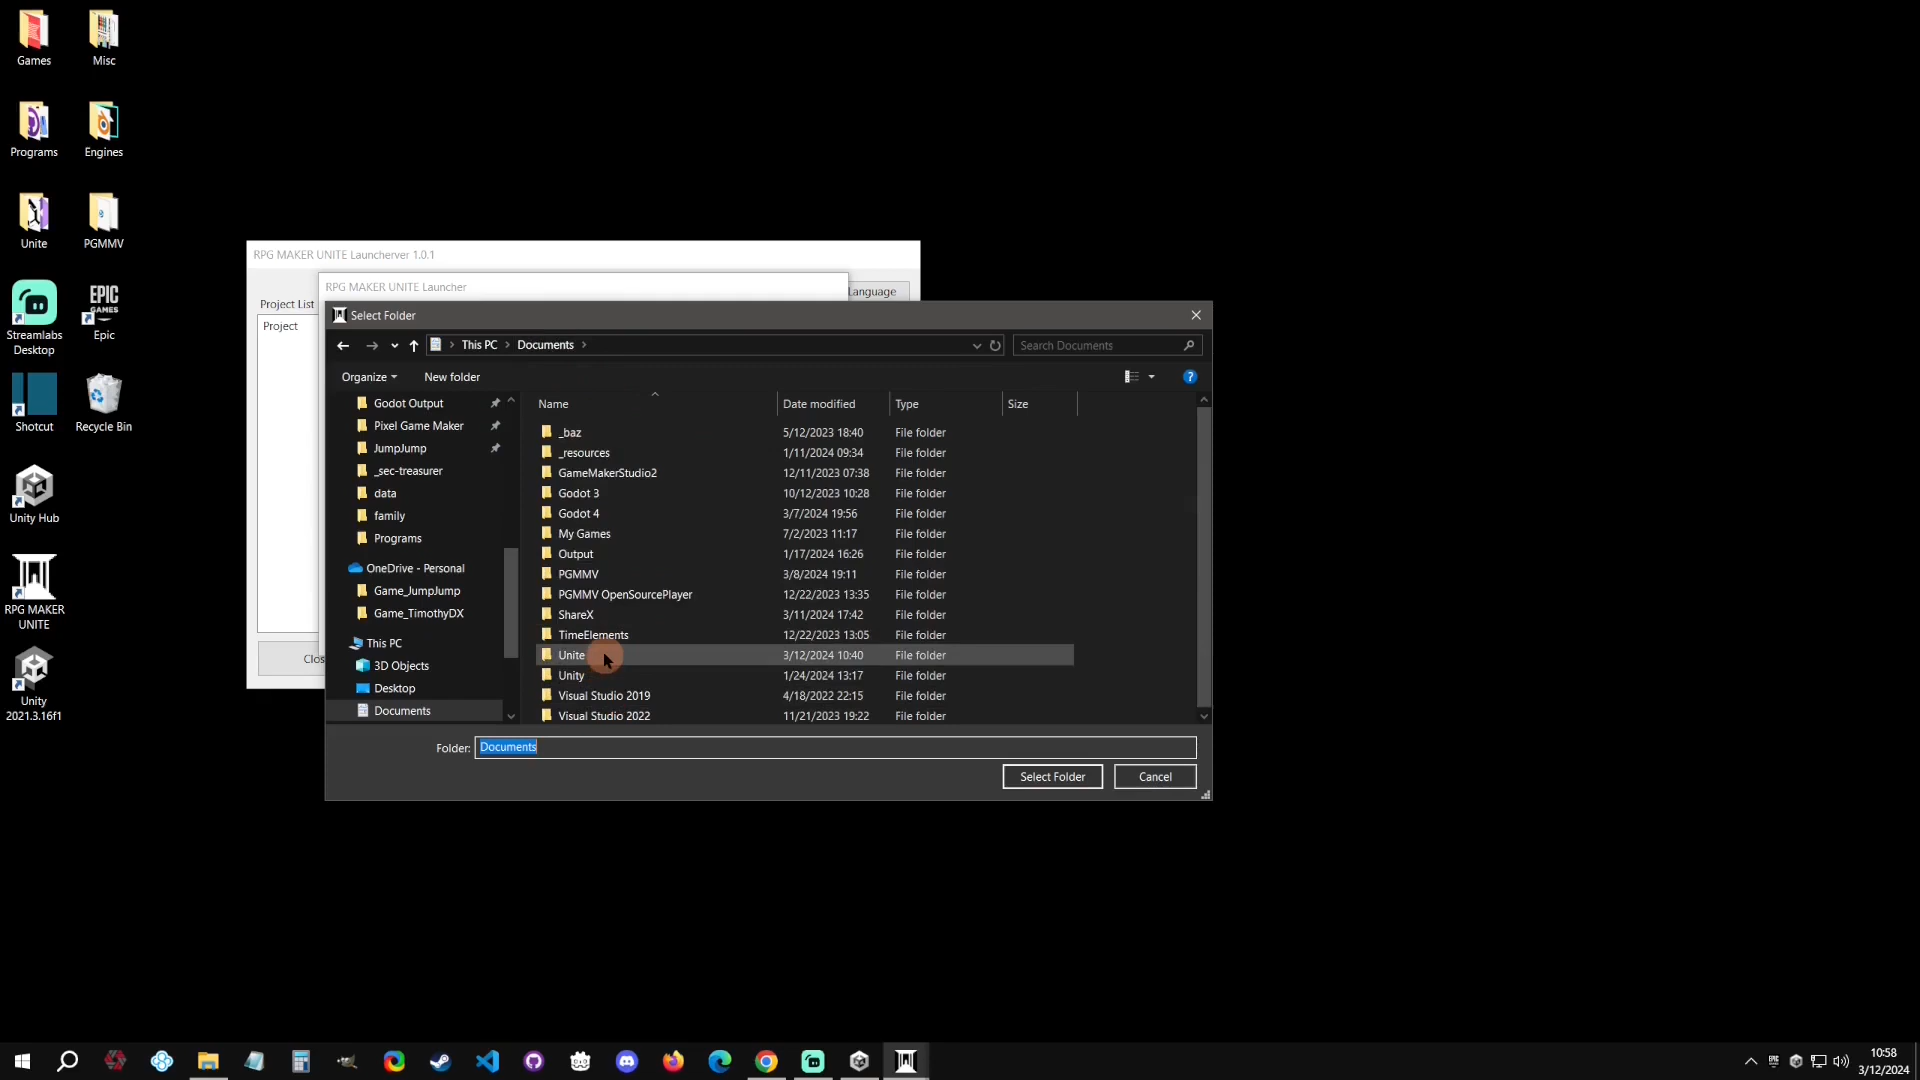 Games
Misc
Programs
Engines
Unite
PGMMV
Streamlabs
Desktop
EPIC
GAMES
Epic
Shotcut
Recycle Bin
Unity Hub
RPG MAKER
UNITE
Unity
2021.3.16f1
RPG MAKER UNITE Launcherver 1.0.1
RPG MAKER UNITE Launcher
Language
Project List
Project
Clos
Select Folder
This PC > Documents >
Search Documents
Organize
New folder
?
Godot Output
Pixel Game Maker
JumpJump
_sec-treasurer
data
family
Programs
OneDrive - Personal
Game_JumpJump
Game_TimothyDX
This PC
3D Objects
Desktop
Documents
Name Date modified Type Size
_baz 5/12/2023 18:40 File folder
_resources 1/11/2024 09:34 File folder
GameMakerStudio2 12/11/2023 07:38 File folder
Godot 3 10/12/2023 10:28 File folder
Godot 4 3/7/2024 19:56 File folder
My Games 7/2/2023 11:17 File folder
Output 1/17/2024 16:26 File folder
PGMMV 3/8/2024 19:11 File folder
PGMMV OpenSourcePlayer 12/22/2023 13:35 File folder
ShareX 3/11/2024 17:42 File folder
TimeElements 12/22/2023 13:05 File folder
Unite 3/12/2024 10:40 File folder
Unity 1/24/2024 13:17 File folder
Visual Studio 2019 4/18/2022 22:15 File folder
Visual Studio 2022 11/21/2023 19:22 File folder
Folder: Documents
Select Folder
Cancel
10:58
3/12/2024